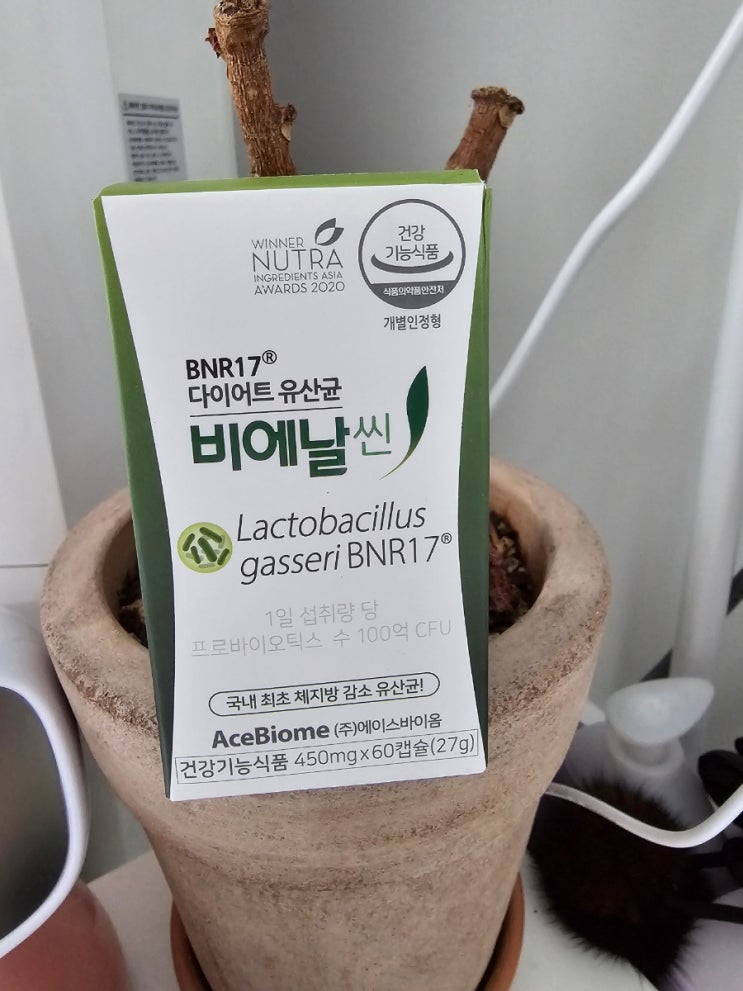 WINNER
NUTRA
INGREDIENTS ASIA
AWARDS 2020
건강
기능식품
식품의약품안전처
개별인정형
BNR17®
다이어트 유산균
비에날씬
Lactobacillus
gasseri BNR17®
1일 섭취량 당
프로바이오틱스 수 100억 CFU
국내 최초 체지방 감소 유산균!
AceBiome (주)에이스바이옴
건강기능식품 450mg x 60캡슐(27g)